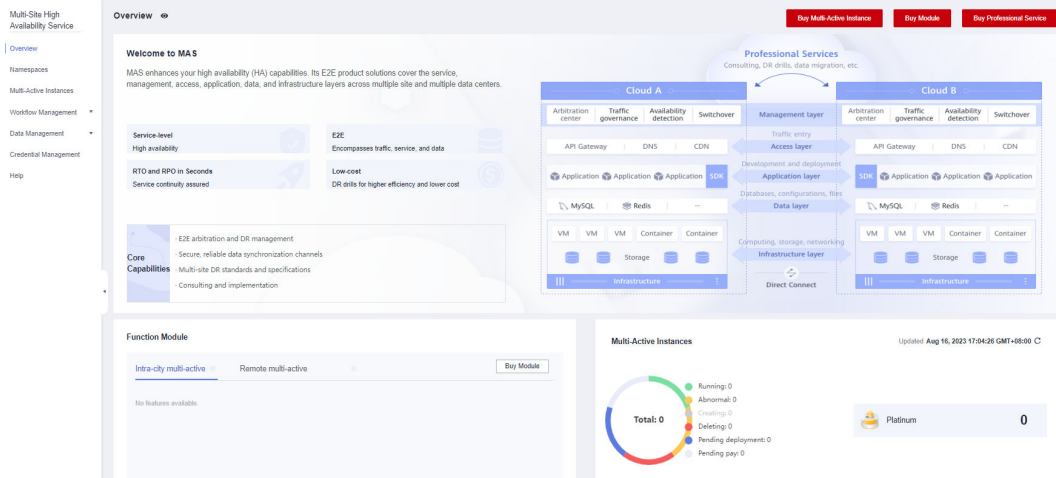 Multi-Site High
Availability Service
Overview
Namespaces
Multi-Active Instances
Workflow Management
Data Management
Credential Management
Help
Overview
Buy Multi-Active Instance
Buy Module
Buy Professional Service
Welcome to MAS
MAS enhances your high availability (HA) capabilities. Its E2E product solutions cover the service,
management, access, application, data, and infrastructure layers across multiple site and multiple data centers.
Service-level
High availability
E2E
Encompasses traffic, service, and data
RTO and RPO in Seconds
Service continuity assured
Low-cost
DR drills for higher efficiency and lower cost
Core
Capabilities
· E2E arbitration and DR management
· Secure, reliable data synchronization channels
· Multi-site DR standards and specifications
· Consulting and implementation
Professional Services
Consulting, DR drills, data migration, etc.
Cloud A
Arbitration
center
Traffic
governance
Availability
detection
Switchover
API Gateway
DNS
CDN
Application
Application
Application
SDK
MySQL
Redis
...
VM
VM
VM
Container
Container
Storage
Infrastructure
Management layer
Traffic entry
Access layer
Development and deployment
Application layer
Databases, configurations, files
Data layer
Computing, storage, networking
Infrastructure layer
Direct Connect
Cloud B
Arbitration
center
Traffic
governance
Availability
detection
Switchover
API Gateway
DNS
CDN
SDK
Application
Application
Application
MySQL
Redis
...
VM
VM
VM
Container
Container
Storage
Infrastructure
Function Module
Intra-city multi-active
Remote multi-active
Buy Module
No features available.
Multi-Active Instances
Updated Aug 16, 2023 17:04:26 GMT+08:00
Total: 0
Running: 0
Abnormal: 0
Creating: 0
Deleting: 0
Pending deployment: 0
Pending pay: 0
Platinum
0